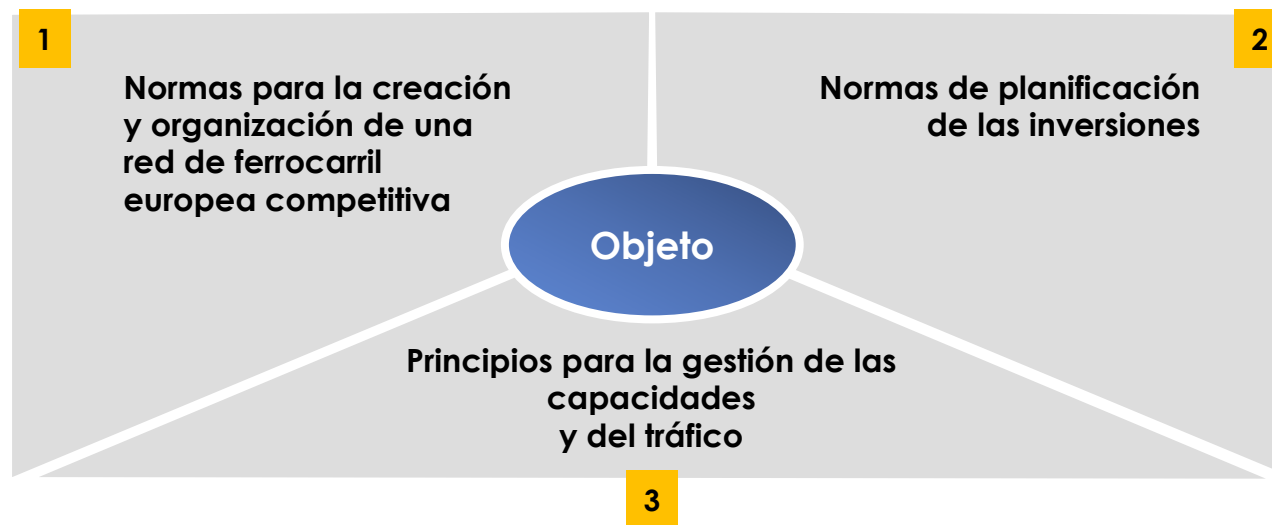 1
Normas para la creación
y organización de una
red de ferrocarril
europea competitiva
2
Normas de planificación
de las inversiones
Objeto
Principios para la gestión de las
capacidades
y del tráfico
3